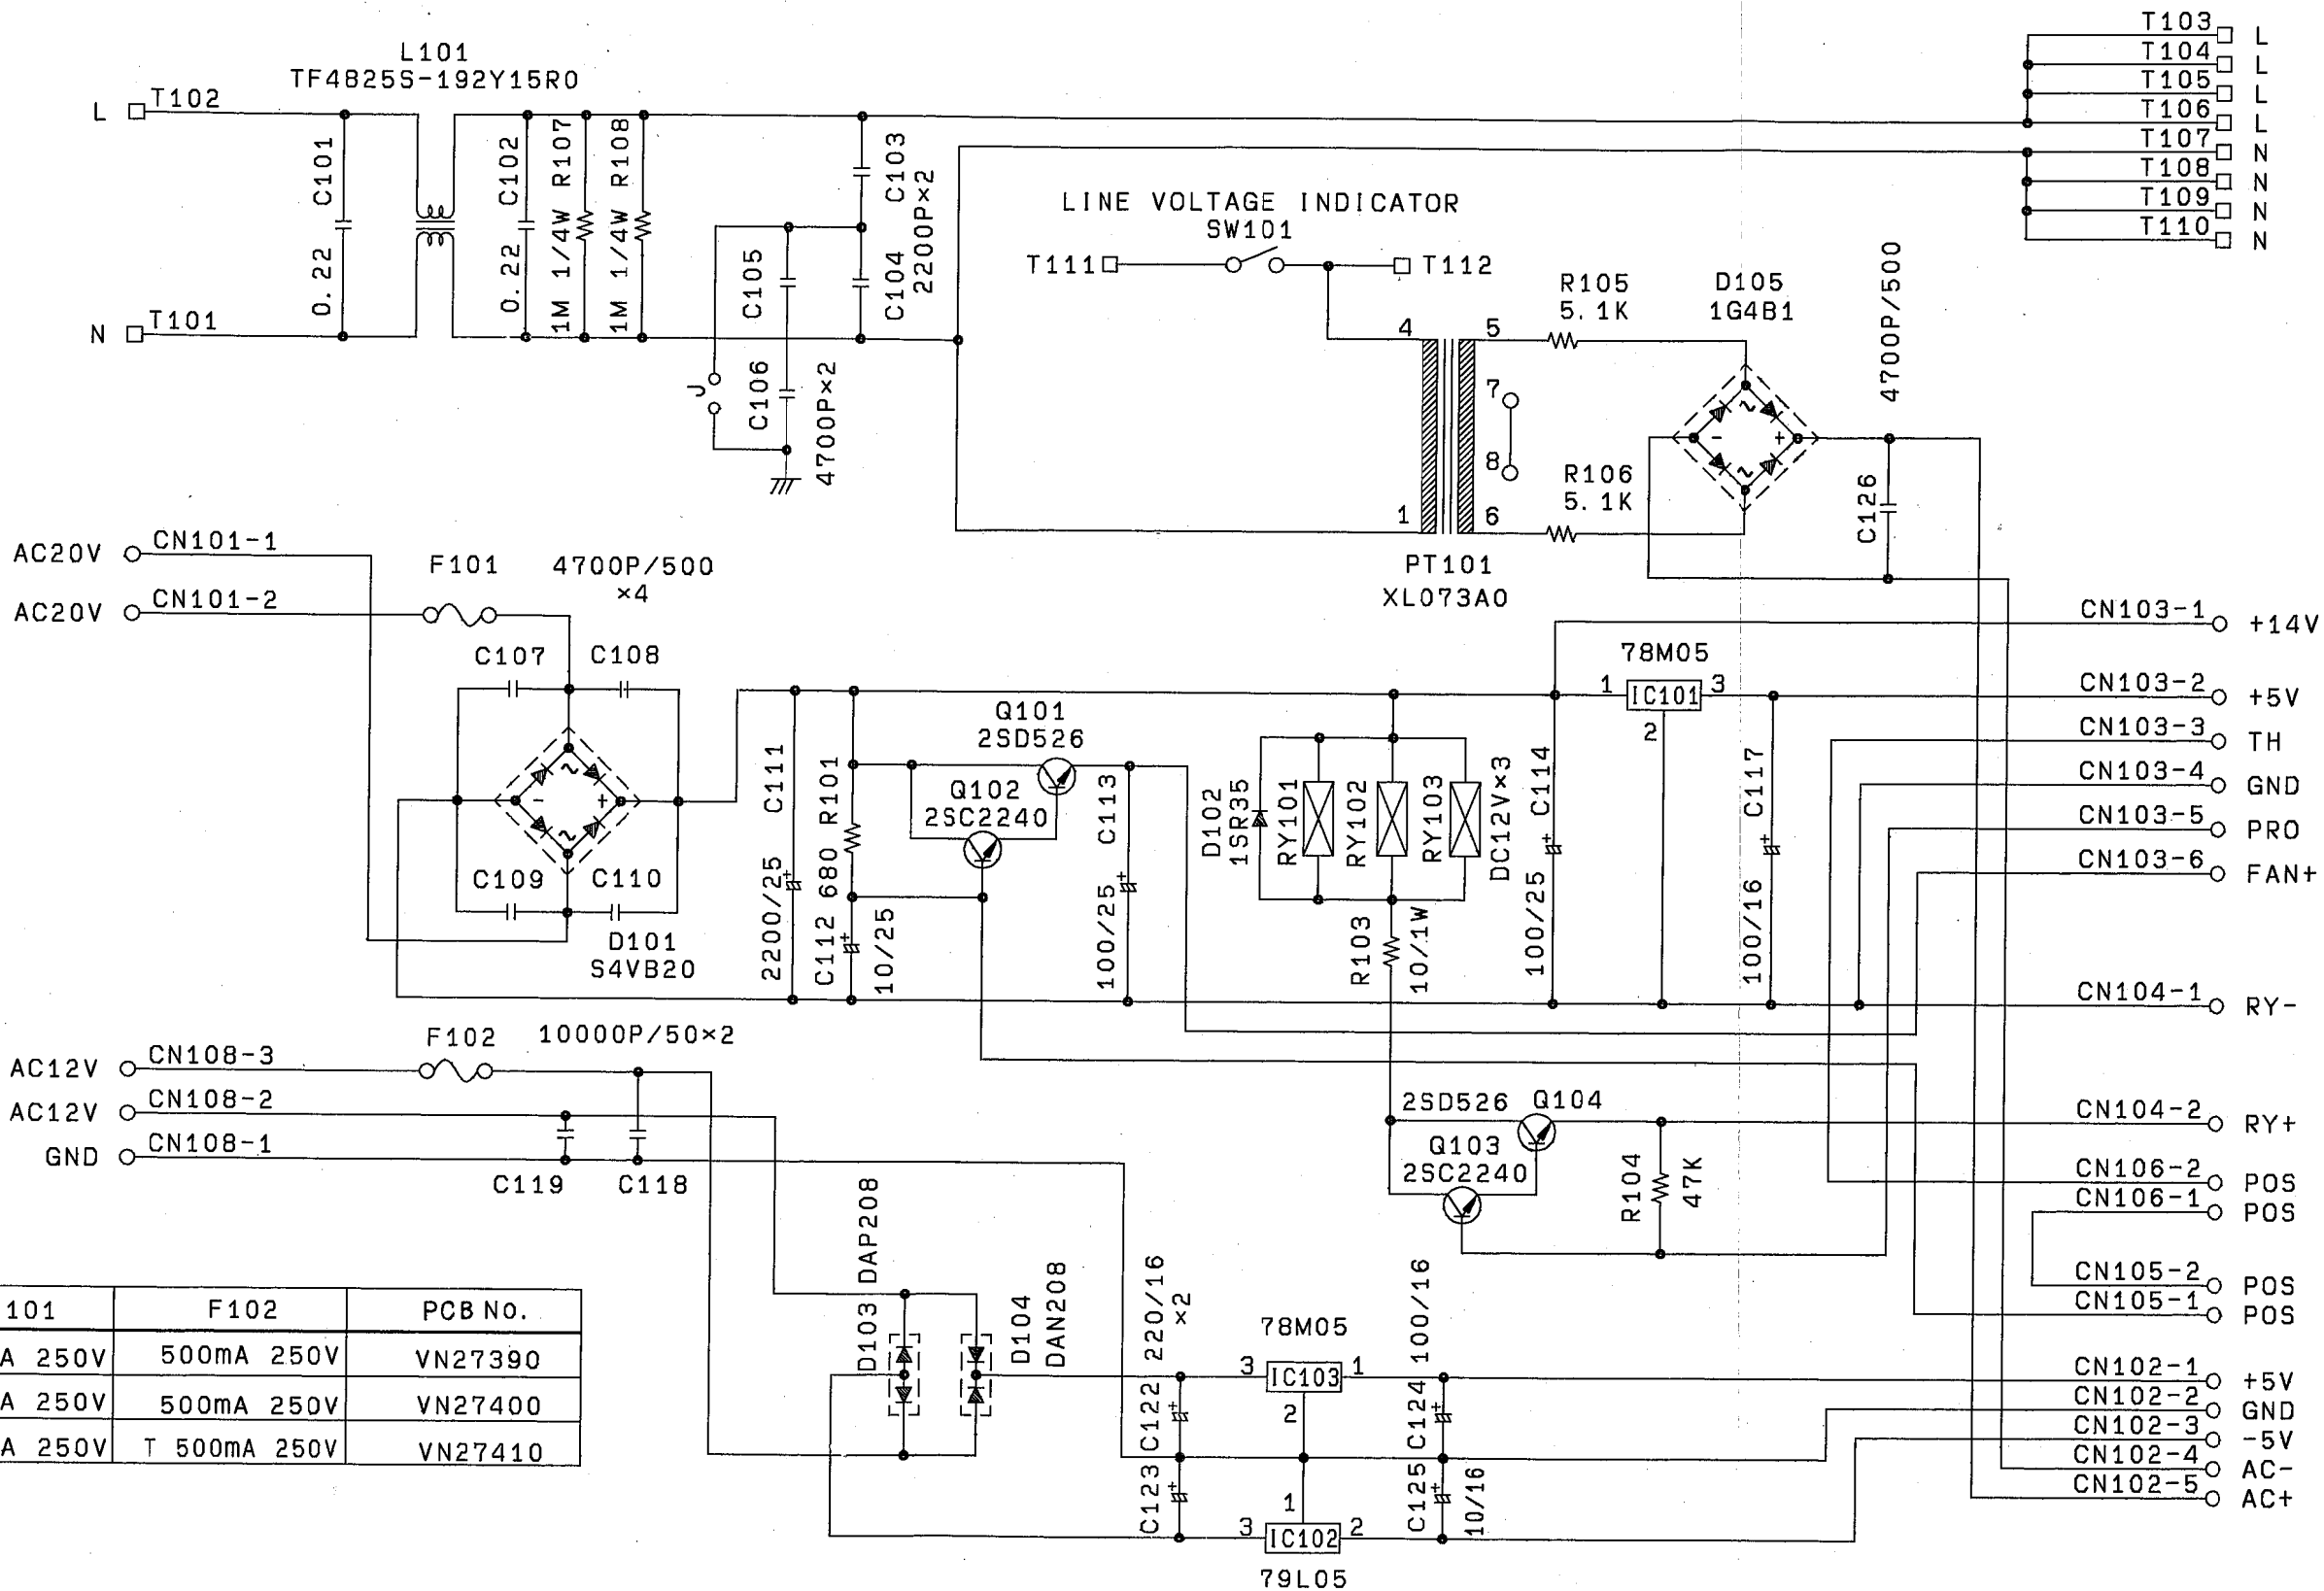 L101
TF4825S-192Y15R0
L
T102
C101
0.22
C102
0.22
1M 1/4W R107
1M 1/4W R108
C103
2200P×2
C104
C105
C106
4700P×2
J
N
T101
T103
L
T104
L
T105
L
T106
L
T107
N
T108
N
T109
N
T110
N
LINE VOLTAGE INDICATOR
SW101
T111
T112
R105
5.1K
D105
1G4B1
4700P/500
4
5
7
8
1
6
~
-
+
~
R106
5.1K
C126
PT101
XL073A0
AC20V
CN101-1
AC20V
CN101-2
F101
4700P/500
×4
C107
C108
~
-
+
~
C109
C110
D101
S4VB20
C111
2200/25
+
680 R101
C112
+
10/25
Q101
2SD526
Q102
2SC2240
C113
100/25
+
D102
1SR35
RY101
RY102
RY103
DC12V×3
R103
10/1W
C114
100/25
+
78M05
1
IC101
3
2
C117
100/16
+
CN103-1
+14V
CN103-2
+5V
CN103-3
TH
CN103-4
GND
CN103-5
PRO
CN103-6
FAN+
CN104-1
RY-
AC12V
CN108-3
F102
10000P/50×2
AC12V
CN108-2
GND
CN108-1
C119
C118
2SD526
Q104
Q103
2SC2240
R104
47K
CN104-2
RY+
CN106-2
POS
CN106-1
POS
CN105-2
POS
CN105-1
POS
D103
DAP208
D104
DAN208
220/16
×2
C122
+
C123
+
78M05
3
IC103
1
2
1
3
IC102
2
79L05
C124
100/16
+
C125
+
10/16
CN102-1
+5V
CN102-2
GND
CN102-3
-5V
CN102-4
AC-
CN102-5
AC+
101
F102
PCB NO.
A 250V
500mA 250V
VN27390
A 250V
500mA 250V
VN27400
A 250V
T 500mA 250V
VN27410